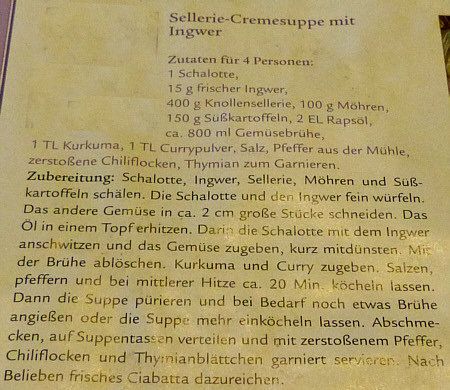 Sellerie-Cremesuppe mit
Ingwer
Zutaten für 4 Personen:
1 Schalotte,
15 g frischer Ingwer,
400 g Knollensellerie, 100 g Möhren,
150 g Süßkartoffeln, 2 EL Rapsöl,
ca. 800 ml Gemüsebrühe,
1 TL Kurkuma, 1 TL Currypulver, Salz, Pfeffer aus der Mühle,
zerstoßene Chiliflocken, Thymian zum Garnieren.
Zubereitung: Schalotte, Ingwer, Sellerie, Möhren und Süß-
kartoffeln schälen. Die Schalotte und den Ingwer fein würfeln.
Das andere Gemüse in ca. 2 cm große Stücke schneiden. Das
Öl in einem Topf erhitzen. Darin die Schalotte mit dem Ingwer
anschwitzen und das Gemüse zugeben, kurz mitdünsten. Mit
der Brühe ablöschen. Kurkuma und Curry zugeben. Salzen,
pfeffern und bei mittlerer Hitze ca. 20 Min. köcheln lassen.
Dann die Suppe pürieren und bei Bedarf noch etwas Brühe
angießen oder die Suppe mehr einköcheln lassen. Abschme-
cken, auf Suppentassen verteilen und mit zerstoßenem Pfeffer,
Chiliflocken und Thymianblättchen garniert servieren. Nach
Belieben frisches Ciabatta dazureichen.